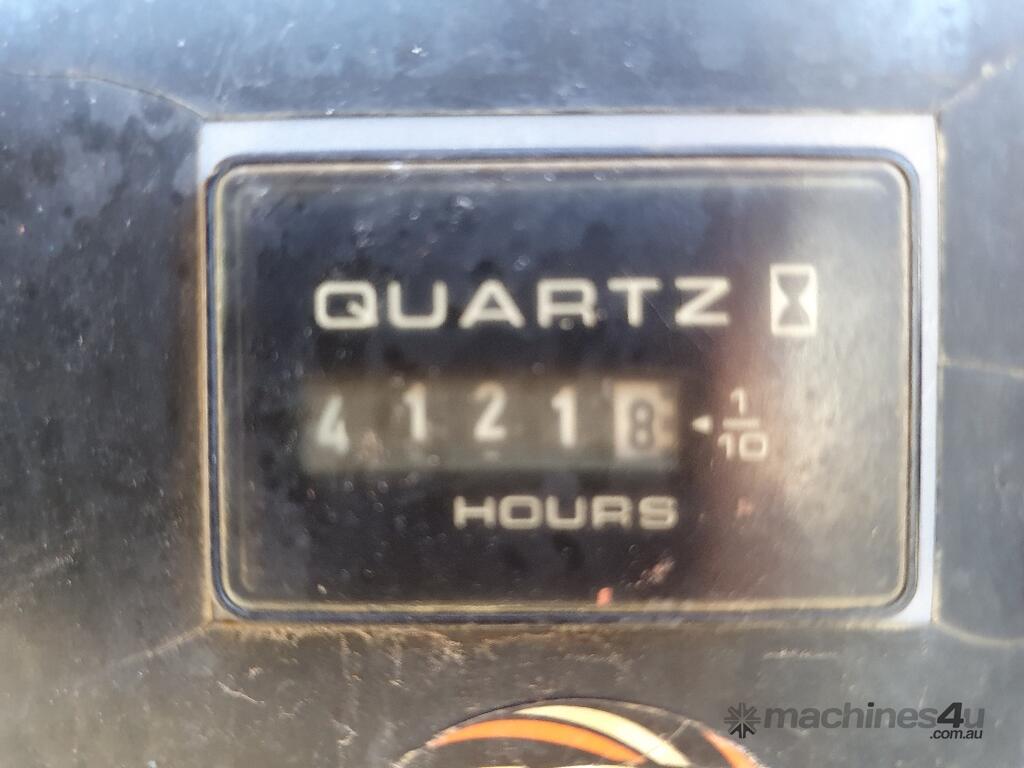 QUARTZ
41218 1/10
HOURS
machines4u
.com.au